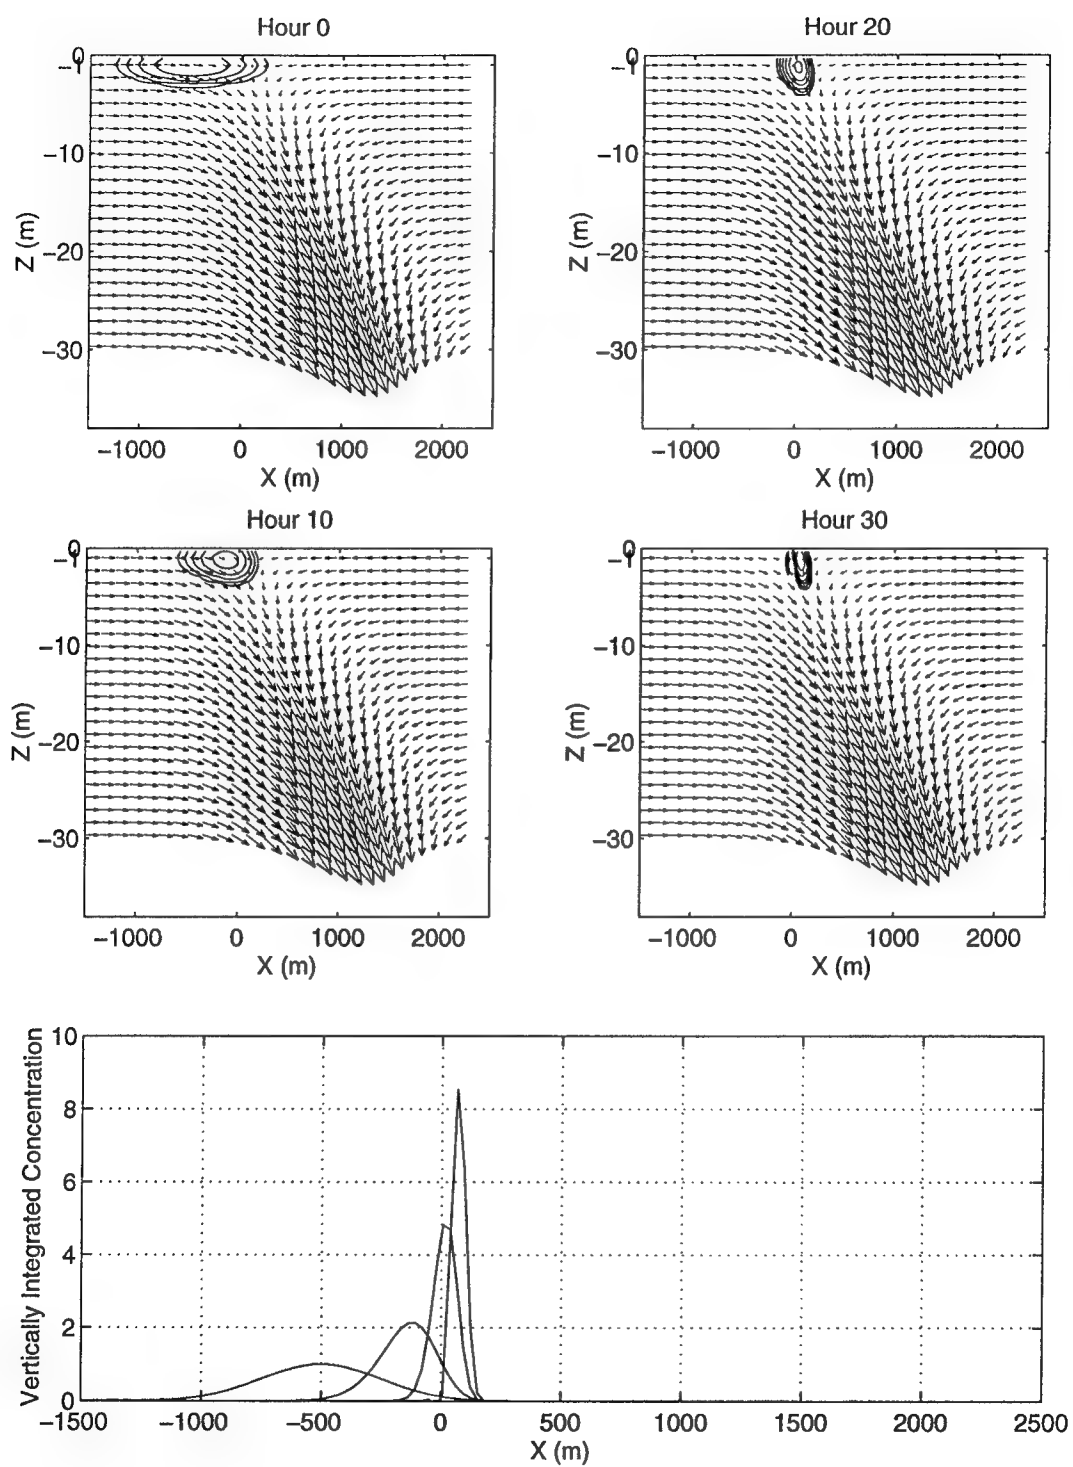 Hour 0
0
−1
−10
−20
−30
Z (m)
−1000 0 1000 2000
X (m)
Hour 20
0
−1
−10
−20
−30
Z (m)
−1000 0 1000 2000
X (m)
Hour 10
0
−1
−10
−20
−30
Z (m)
−1000 0 1000 2000
X (m)
Hour 30
0
−1
−10
−20
−30
Z (m)
−1000 0 1000 2000
X (m)
10
8
6
4
2
0
Vertically Integrated Concentration
−1500 −1000 −500 0 500 1000 1500 2000 2500
X (m)